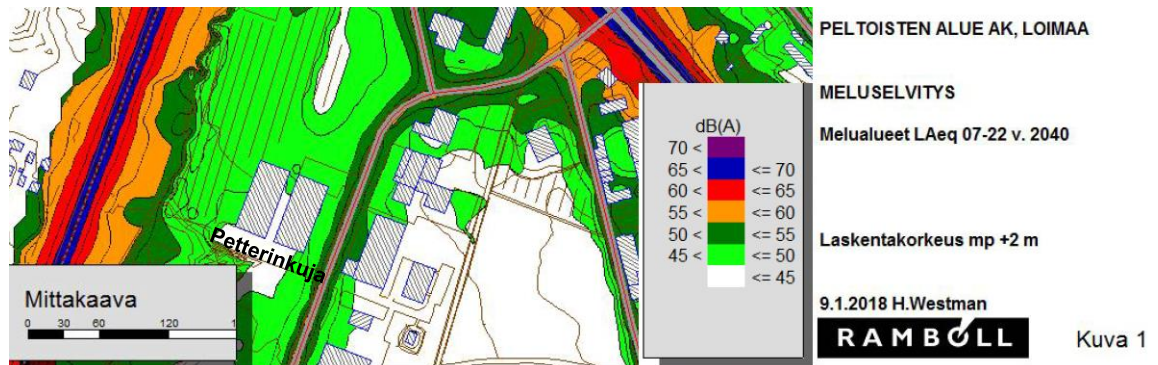 PELTOISTEN ALUE AK, LOIMAA
MELUSELVITYS
Melualueet LAeq 07-22 v. 2040
Laskentakorkeus mp +2 m
9.1.2018 H.Westman
RAMBOLL
Kuva 1
dB(A)
70 <
65 < <= 70
60 < <= 65
55 < <= 60
50 < <= 55
45 < <= 50
<= 45
Petterinkuja
Mittakaava
0 30 60 120 1